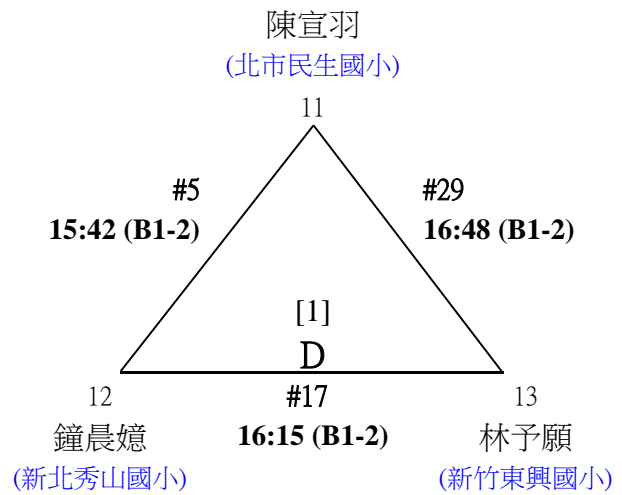 陳宣羽
(北市民生國小)
11
#5
15:42 (B1-2)
#29
16:48 (B1-2)
[1]
D
12
#17
13
鐘晨嬑
16:15 (B1-2)
林予願
(新北秀山國小)
(新竹東興國小)